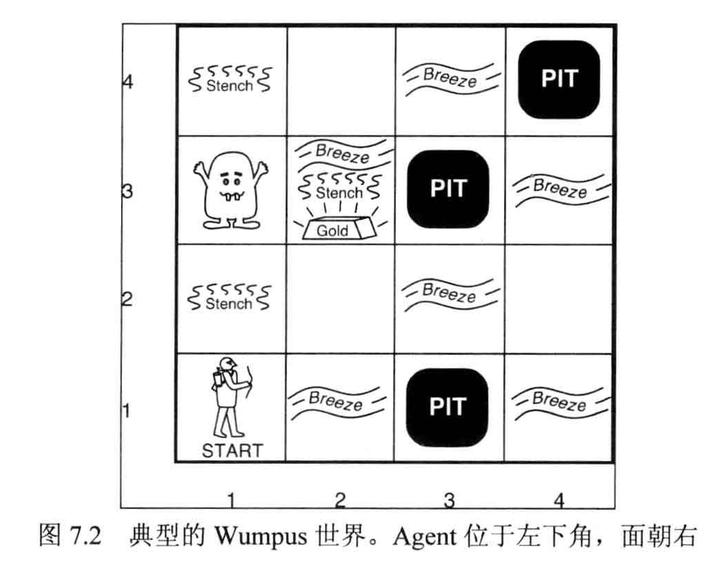 4 Stench Breeze PIT
Breeze
3 Stench PIT Breeze
Gold
2 Stench Breeze
1 Breeze PIT Breeze
START
1 2 3 4
图 7.2 典型的 Wumpus 世界。Agent 位于左下角，面朝右